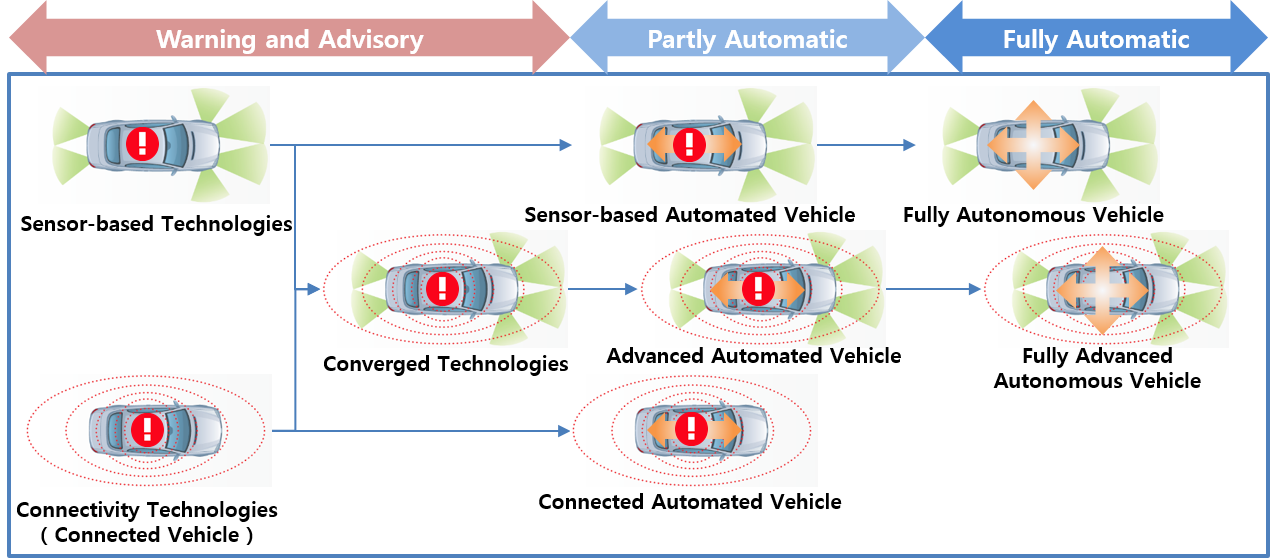 Warning and Advisory
Partly Automatic
Fully Automatic
Sensor-based Technologies
Sensor-based Automated Vehicle
Fully Autonomous Vehicle
Converged Technologies
Advanced Automated Vehicle
Fully Advanced
Autonomous Vehicle
Connectivity Technologies
( Connected Vehicle )
Connected Automated Vehicle